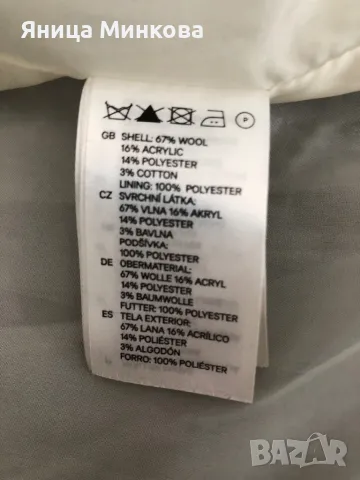 Яница Минкова
P
GB SHELL: 67% WOOL
16% ACRYLIC
14% POLYESTER
3% COTTON
LINING: 100% POLYESTER
CZ SVRCHNÍ LÁTKA:
67% VLNA 16% AKRYL
14% POLYESTER
3% BAVLNA
PODŠÍVKA:
100% POLYESTER
DE OBERMATERIAL:
67% WOLLE 16% ACRYL
14% POLYESTER
3% BAUMWOLLE
FUTTER: 100% POLYESTER
ES TELA EXTERIOR:
67% LANA 16% ACRÍLICO
14% POLIÉSTER
3% ALGODÓN
FORRO: 100% POLIÉSTER
BAZAR